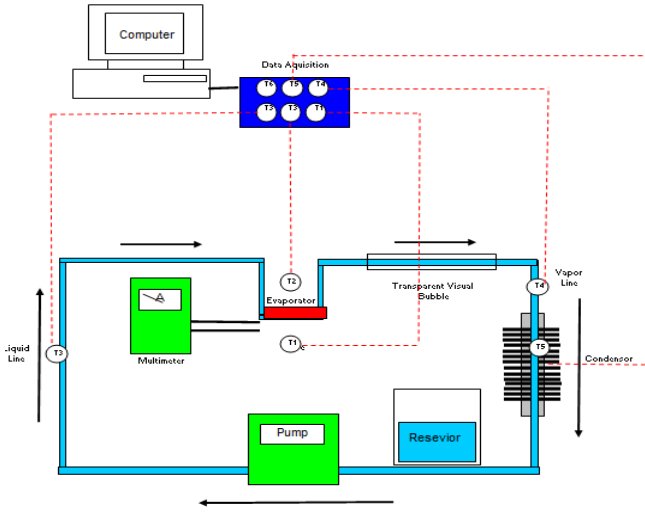 Computer
Data Aquisition
T6 T5 T4
T3 T3 T1
T2
Evaporator
Transparent Visual
Bubble
Vapor
Line
T4
A
T1
Multimeter
Liquid
Line
T3
T5
Condensor
Pump
Resevior